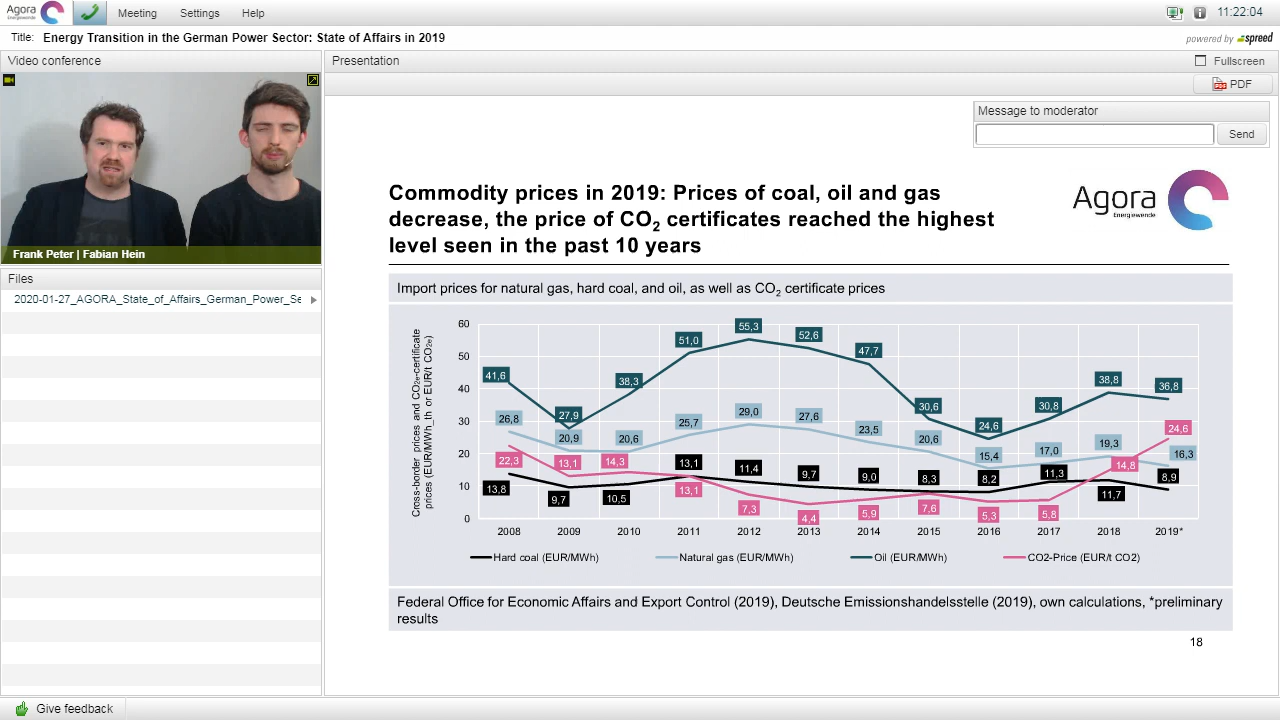 Agora
Energiewende
Meeting
Settings
Help
11:22:04
Title: Energy Transition in the German Power Sector: State of Affairs in 2019
powered by spreed
Video conference
Presentation
Fullscreen
PDF
Message to moderator
Send
Frank Peter | Fabian Hein
Files
2020-01-27_AGORA_State_of_Affairs_German_Power_Se
Commodity prices in 2019: Prices of coal, oil and gas
decrease, the price of CO2 certificates reached the highest
level seen in the past 10 years
Agora
Energiewende
Import prices for natural gas, hard coal, and oil, as well as CO2 certificate prices
Cross-border prices and CO2e-certificate
prices (EUR/MWh_th or EUR/t CO2e)
60
50
40
30
20
10
0
41,6
27,9
38,3
51,0
55,3
52,6
47,7
30,6
24,6
30,8
38,8
36,8
26,8
20,9
20,6
25,7
29,0
27,6
23,5
20,6
15,4
17,0
19,3
16,3
22,3
13,1
14,3
13,1
7,3
4,4
5,9
7,6
5,3
5,8
14,8
24,6
13,8
9,7
10,5
13,1
11,4
9,7
9,0
8,3
8,2
11,3
11,7
8,9
2008 2009 2010 2011 2012 2013 2014 2015 2016 2017 2018 2019*
Hard coal (EUR/MWh) Natural gas (EUR/MWh) Oil (EUR/MWh) CO2-Price (EUR/t CO2)
Federal Office for Economic Affairs and Export Control (2019), Deutsche Emissionshandelsstelle (2019), own calculations, *preliminary
results
18
Give feedback